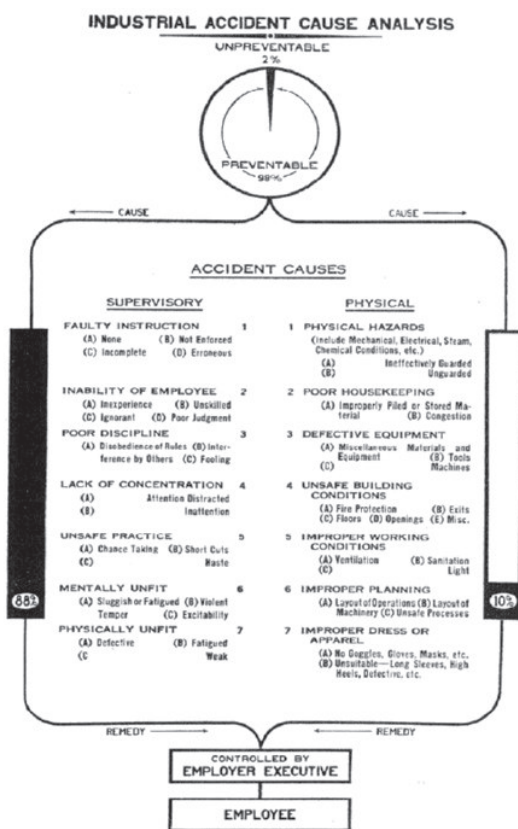 INDUSTRIAL ACCIDENT CAUSE ANALYSIS
UNPREVENTABLE
2%
PREVENTABLE
98%
CAUSE
CAUSE
ACCIDENT CAUSES
SUPERVISORY
FAULTY INSTRUCTION 1
(A) None (B) Not Enforced
(C) Incomplete (D) Erroneous
INABILITY OF EMPLOYEE 2
(A) Inexperience (B) Unskilled
(C) Ignorant (D) Poor Judgment
POOR DISCIPLINE 3
(A) Disobedience of Rules (B) Inter-
ference by Others (C) Fooling
LACK OF CONCENTRATION 4
(A) Attention Distracted
(B) Inattention
UNSAFE PRACTICE 5
(A) Chance Taking (B) Short Cuts
(C) Haste
MENTALLY UNFIT 6
(A) Sluggish or Fatigued (B) Violent
Temper (C) Excitability
PHYSICALLY UNFIT 7
(A) Defective (B) Fatigued
(C Weak
88%
PHYSICAL
1 PHYSICAL HAZARDS
(Include Mechanical, Electrical, Steam,
Chemical Conditions, etc.)
(A) Ineffectively Guarded
(B) Unguarded
2 POOR HOUSEKEEPING
(A) Improperly Piled or Stored Ma-
terial (B) Congestion
3 DEFECTIVE EQUIPMENT
(A) Miscellaneous Materials and
Equipment (B) Tools
(C) Machines
4 UNSAFE BUILDING
CONDITIONS
(A) Fire Protection (B) Exits
(C) Floors (D) Openings (E) Misc.
5 IMPROPER WORKING
CONDITIONS
(A) Ventilation (B) Sanitation
(C) Light
6 IMPROPER PLANNING
(A) Layout of Operations (B) Layout of
Machinery (C) Unsafe Processes
7 IMPROPER DRESS OR
APPAREL
(A) No Goggles, Gloves, Masks, etc.
(B) Unsuitable—Long Sleeves, High
Heels, Defective, etc.
10%
REMEDY
REMEDY
CONTROLLED BY
EMPLOYER EXECUTIVE
EMPLOYEE